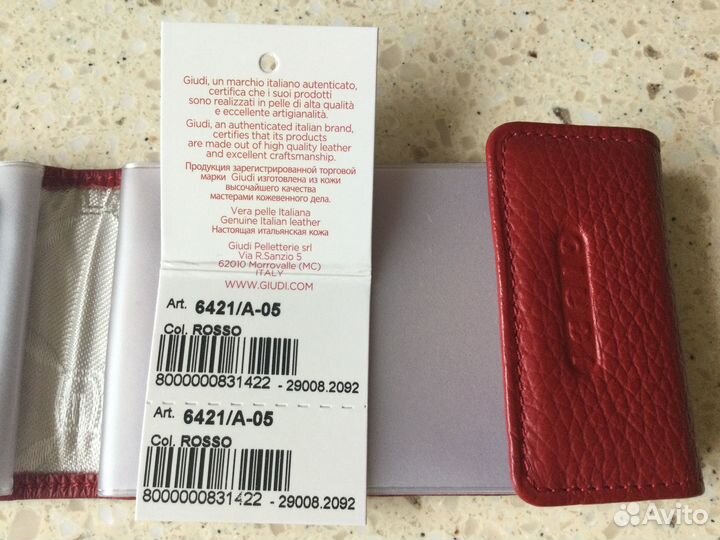 Giudi, un marchio italiano autenticato,
certifica che i suoi prodotti
sono realizzati in pelle di alta qualità
e eccellente artigianalità.
Giudi, an authenticated italian brand,
certifies that its products
are made out of high quality leather
and excellent craftsmanship.
Продукция зарегистрированной торговой
марки Giudi изготовлена из кожи
высочайшего качества
мастерами кожевенного дела.
Vera pelle Italiana
Genuine Italian leather
Настоящая итальянская кожа
Giudi Pelletterie srl
Via R.Sanzio 5
62010 Morrovalle (MC)
ITALY
WWW.GIUDI.COM
Art. 6421/A-05
Col. ROSSO
8000000831422 - 29008.2092
Art. 6421/A-05
Col. ROSSO
8000000831422 - 29008.2092
GIUDI
Avito